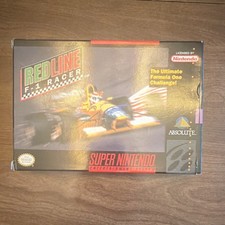 REDLINE
F-1 RACER
LICENSED BY
Nintendo
The Ultimate
Formula One
Challenge!
ABSOLUTE
SUPER NINTENDO
ENTERTAINMENT SYSTEM